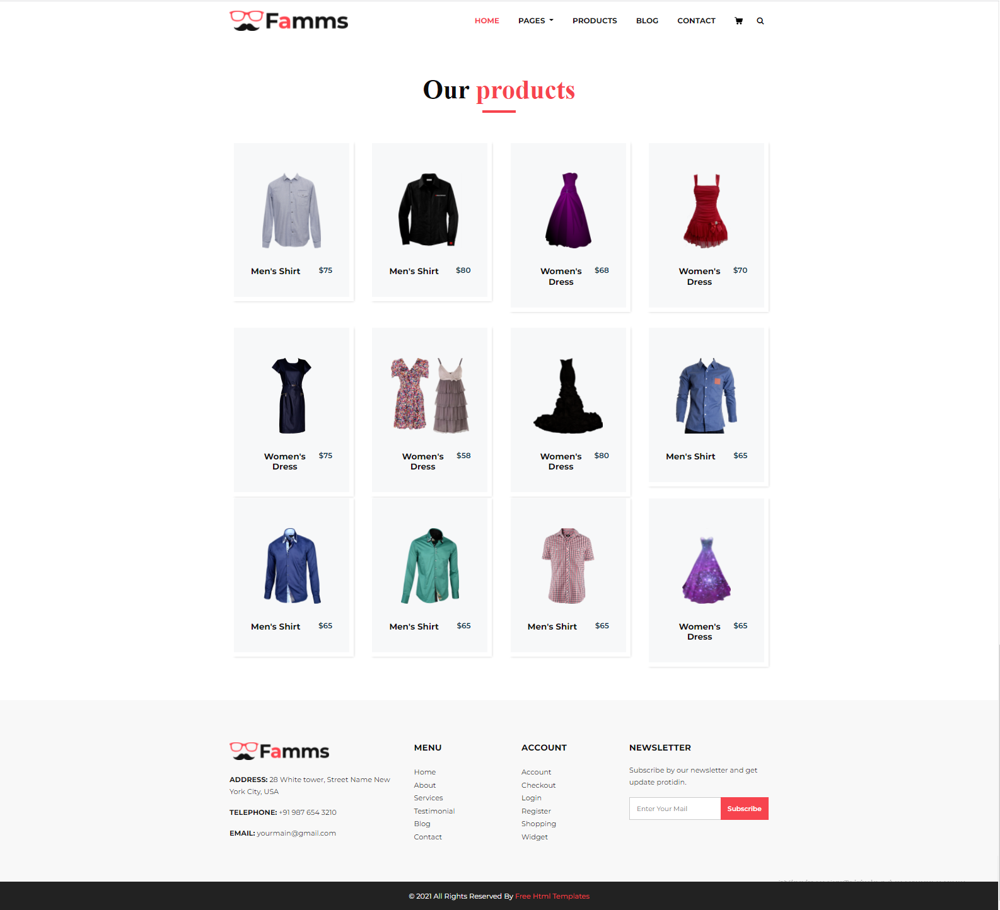 Famms
HOME PAGES PRODUCTS BLOG CONTACT
Our products
Men's Shirt $75
Men's Shirt $80
Women's $68
Dress
Women's $70
Dress
Women's $75
Dress
Women's $58
Dress
Women's $80
Dress
Men's Shirt $65
Men's Shirt $65
Men's Shirt $65
Men's Shirt $65
Women's $65
Dress
Famms
ADDRESS: 28 White tower, Street Name New
York City, USA
TELEPHONE: +91 987 654 3210
EMAIL: yourmain@gmail.com
MENU
Home
About
Services
Testimonial
Blog
Contact
ACCOUNT
Account
Checkout
Login
Register
Shopping
Widget
NEWSLETTER
Subscribe by our newsletter and get
update protidin.
Enter Your Mail Subscribe
© 2021 All Rights Reserved By Free Html Templates